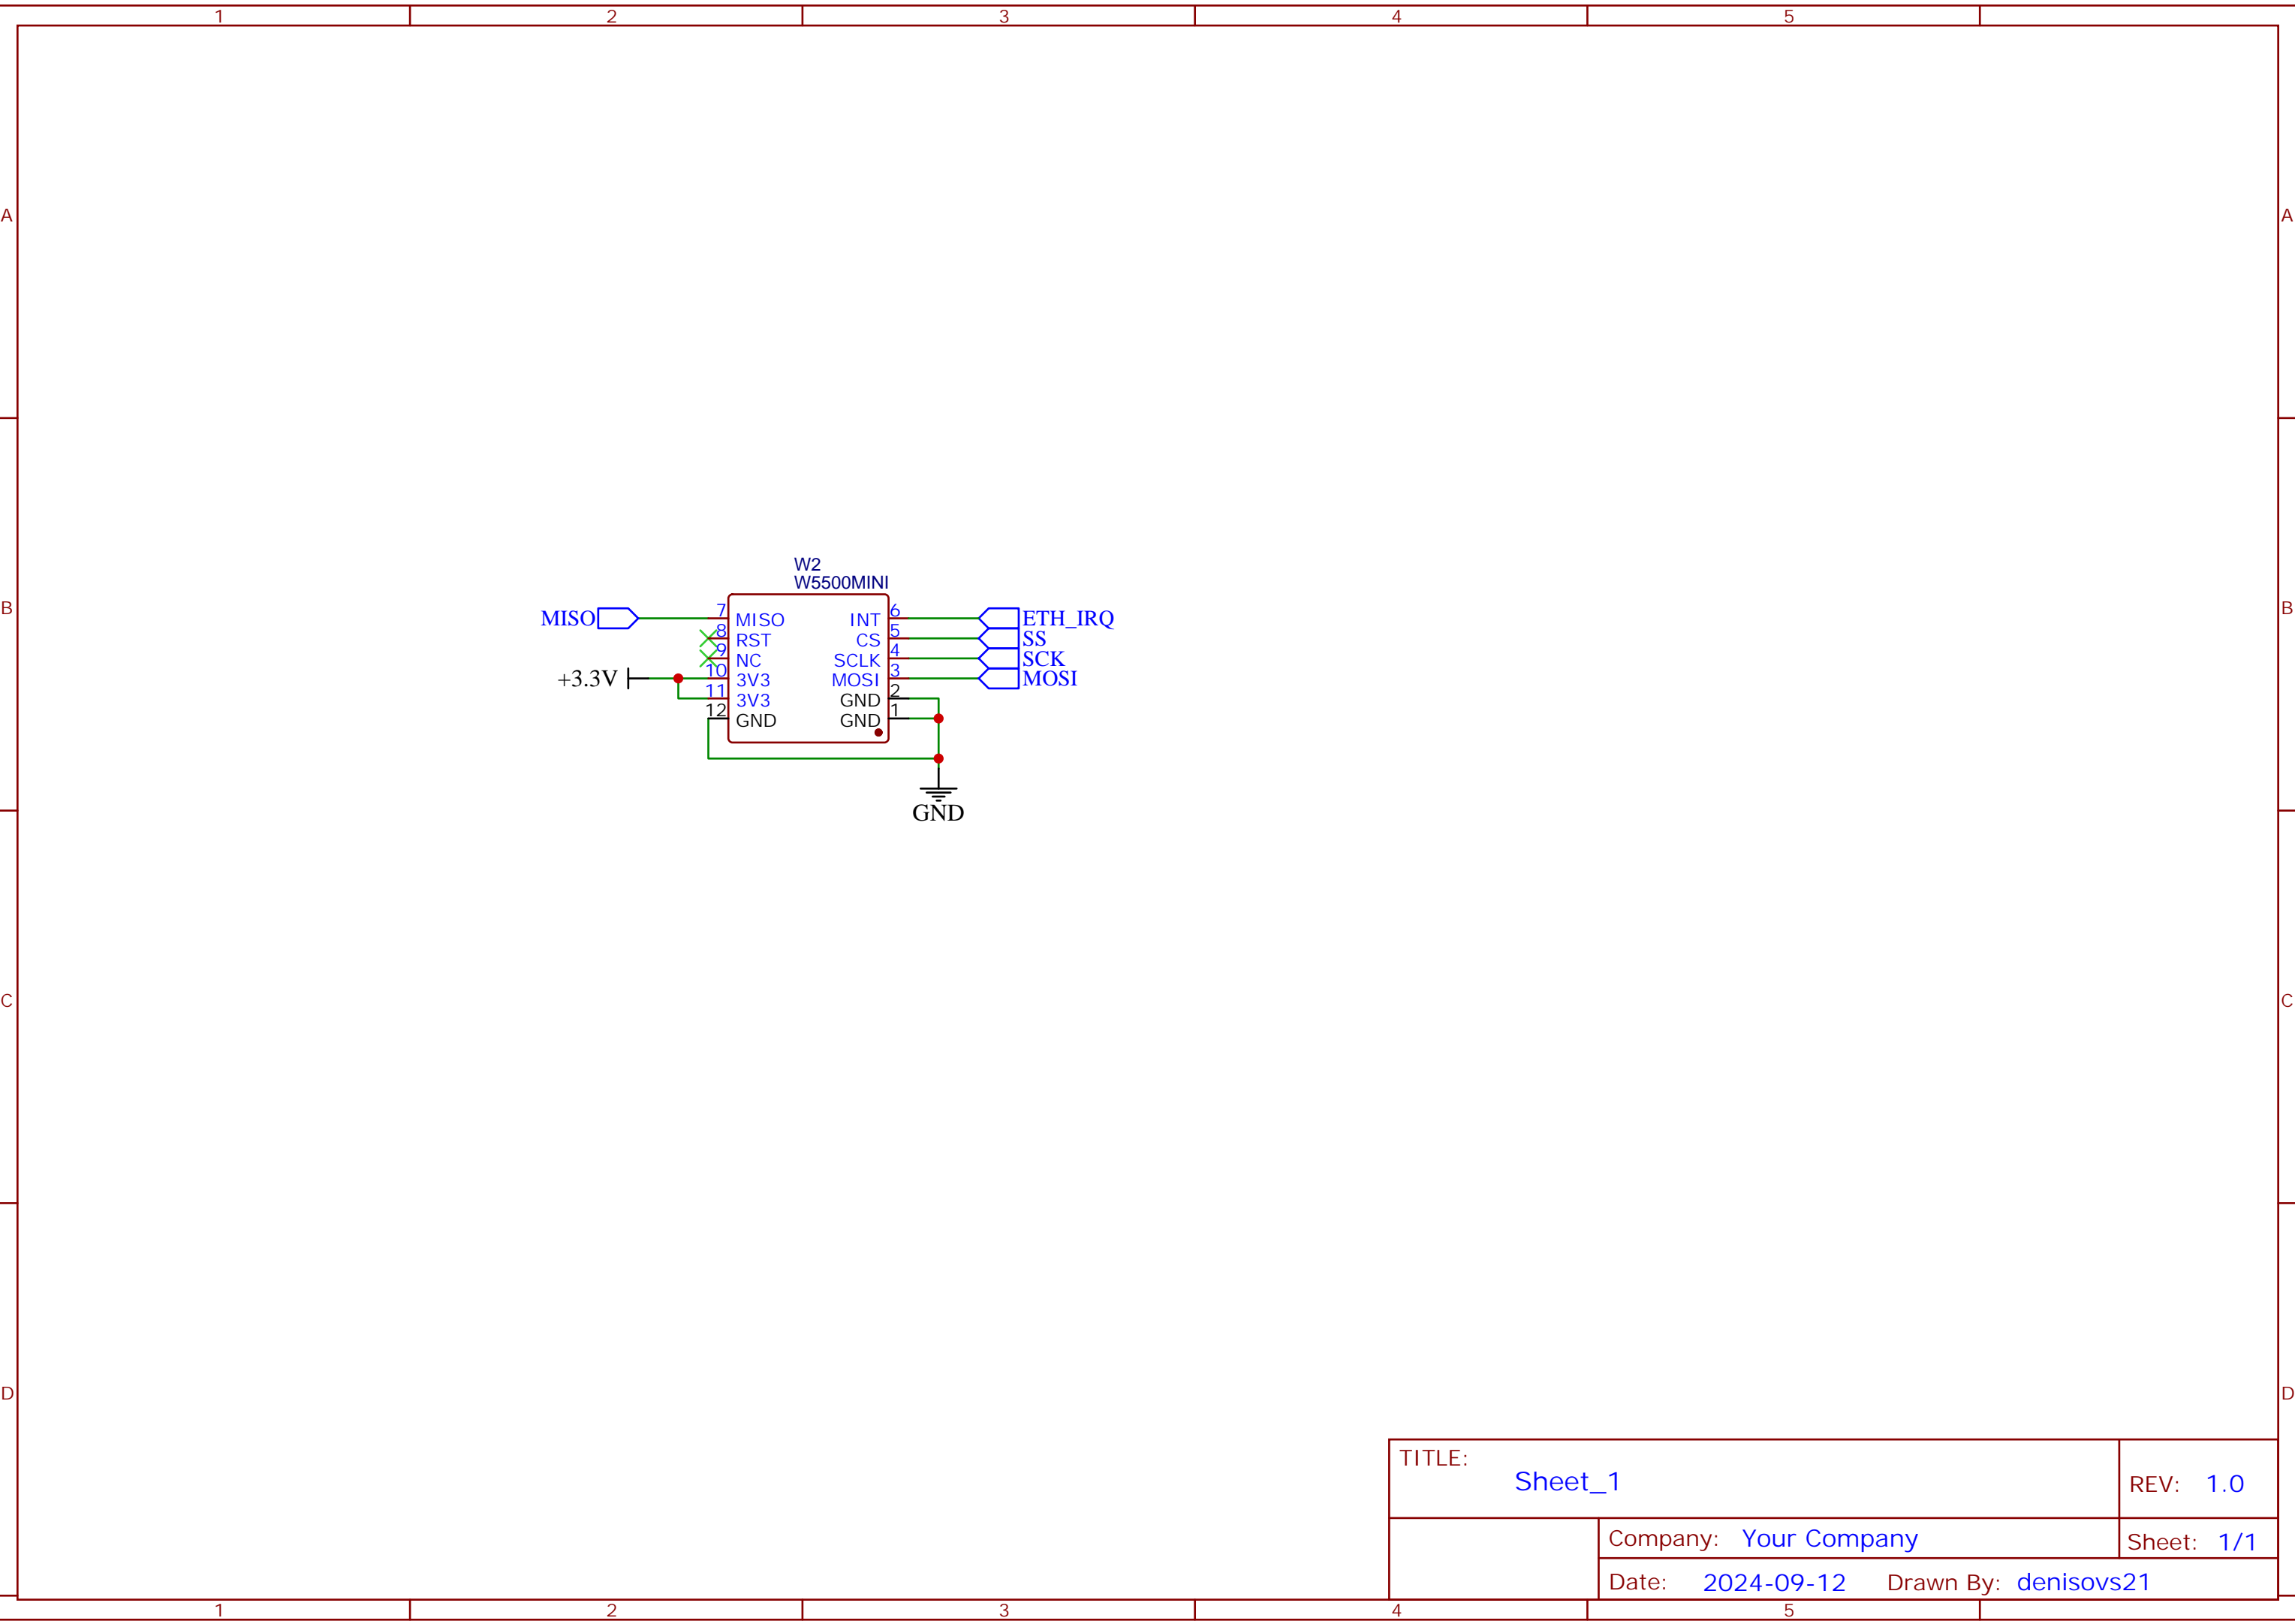 1 2 3 4 5
A A
B B
C C
D D
W2
W5500MINI
MISO 7 MISO INT 6 ETH_IRQ
8 RST CS 5 SS
9 NC SCLK 4 SCK
+3.3V 10 3V3 MOSI 3 MOSI
11 3V3 GND 2
12 GND GND 1
GND
TITLE:
Sheet_1
REV: 1.0
Company: Your Company
Sheet: 1/1
Date: 2024-09-12 Drawn By: denisovs21
1 2 3 4 5